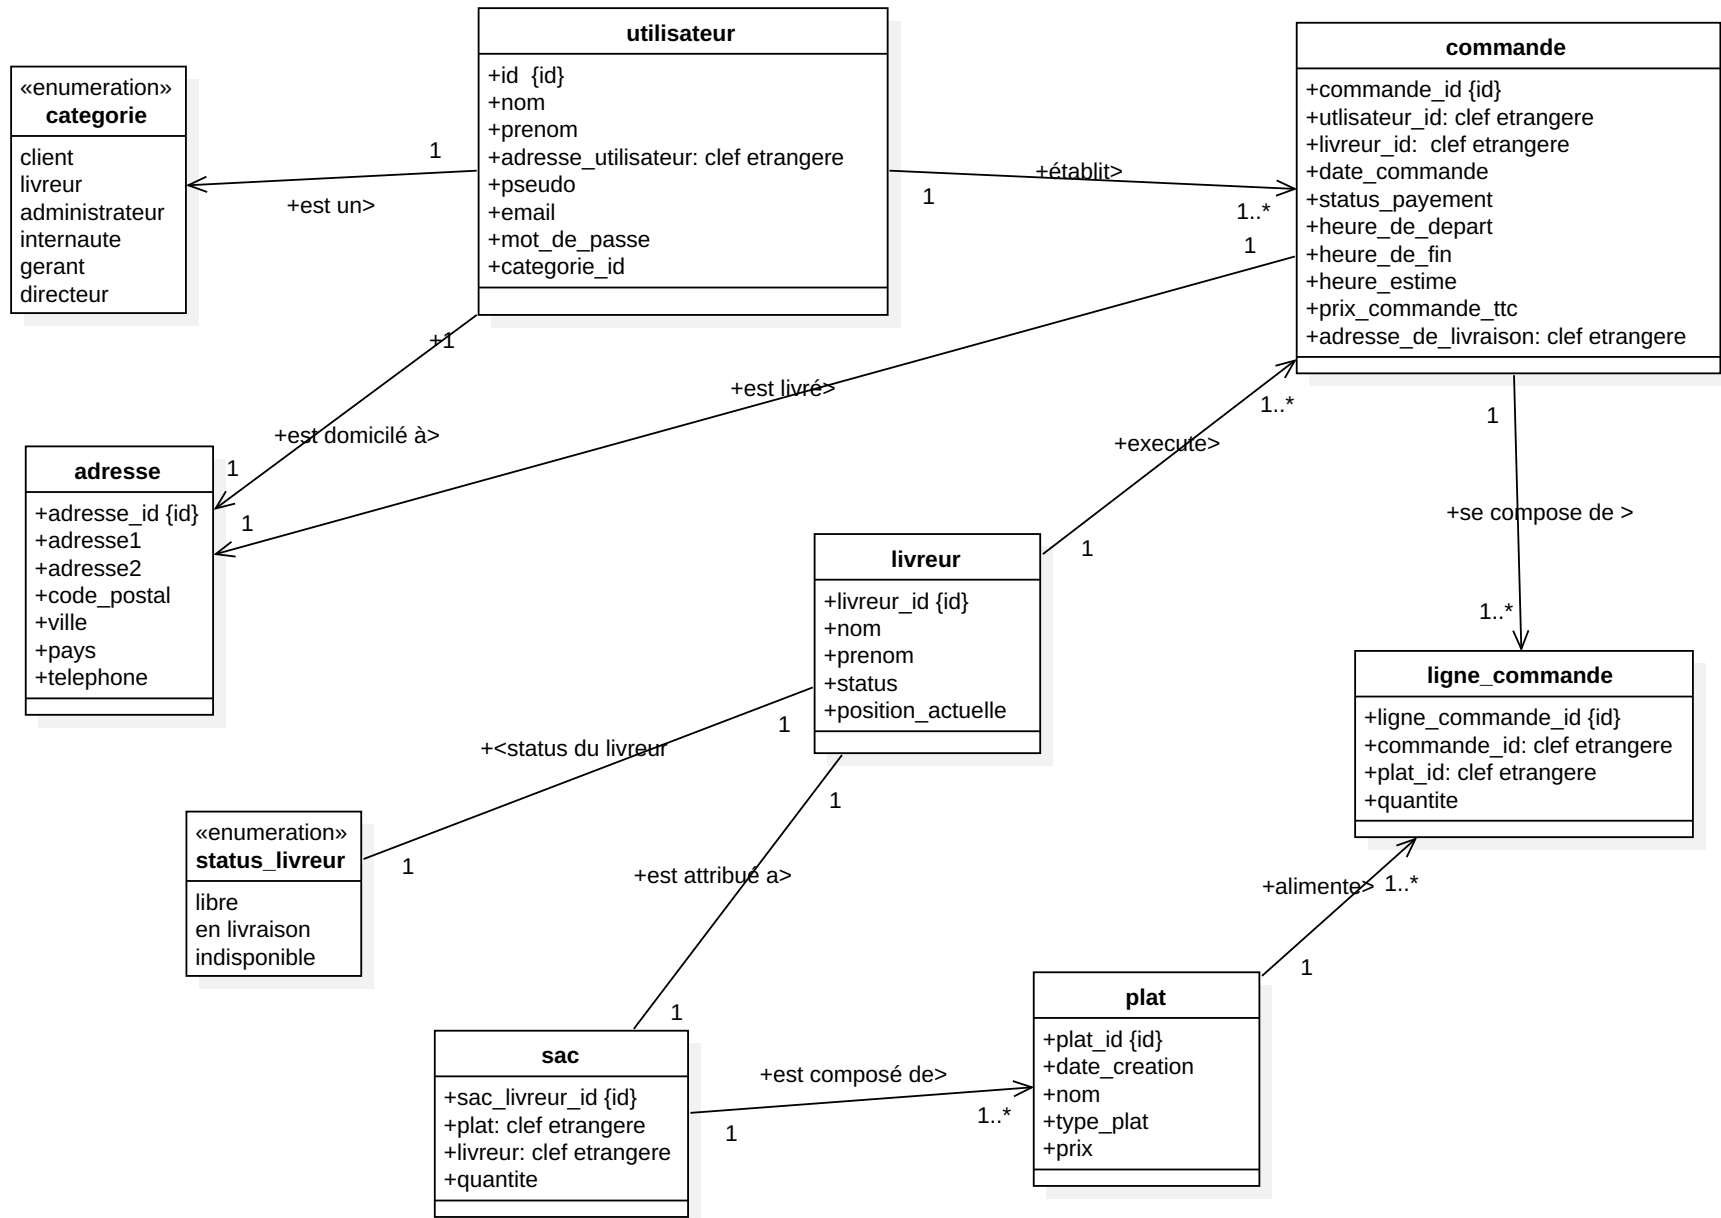 utilisateur
+id  {id}
+nom
+prenom
+adresse_utilisateur: clef etrangere
+pseudo
+email
+mot_de_passe
+categorie_id
commande
+commande_id {id}
+utlisateur_id: clef etrangere
+livreur_id:  clef etrangere
+date_commande
+status_payement
+heure_de_depart
+heure_de_fin
+heure_estime
+prix_commande_ttc
+adresse_de_livraison: clef etrangere
«enumeration»
categorie
client
livreur
administrateur
internaute
gerant
directeur
1
+est un>
+établit>
1
1..*
1
+1
+est livré>
+est domicilé à>
1
1
1..*
+execute>
1
1
+se compose de >
1..*
adresse
+adresse_id {id}
+adresse1
+adresse2
+code_postal
+ville
+pays
+telephone
livreur
+livreur_id {id}
+nom
+prenom
+status
+position_actuelle
ligne_commande
+ligne_commande_id {id}
+commande_id: clef etrangere
+plat_id: clef etrangere
+quantite
1
+<status du livreur
1
1
+est attribué a>
1
«enumeration»
status_livreur
libre
en livraison
indisponible
+alimente>
1..*
1
sac
+sac_livreur_id {id}
+plat: clef etrangere
+livreur: clef etrangere
+quantite
+est composé de>
1
1..*
plat
+plat_id {id}
+date_creation
+nom
+type_plat
+prix